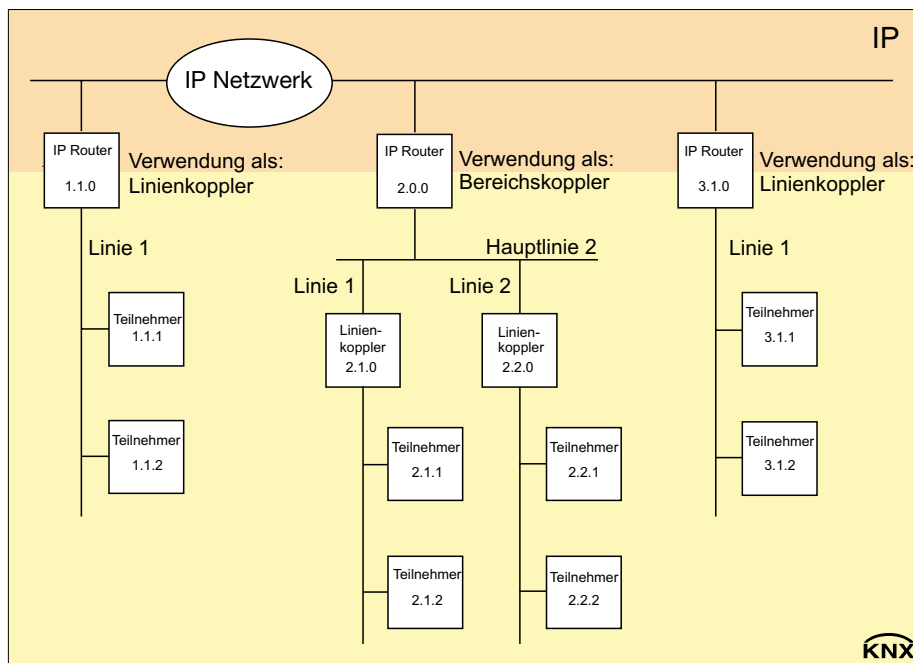 IP
IP Netzwerk
IP Router
1.1.0
Verwendung als:
Linienkoppler
IP Router
2.0.0
Verwendung als:
Bereichskoppler
IP Router
3.1.0
Verwendung als:
Linienkoppler
Linie 1
Hauptlinie 2
Linie 1
Linie 1
Linie 2
Teilnehmer
1.1.1
Linien-
koppler
2.1.0
Linien-
koppler
2.2.0
Teilnehmer
3.1.1
Teilnehmer
1.1.2
Teilnehmer
2.1.1
Teilnehmer
2.2.1
Teilnehmer
3.1.2
Teilnehmer
2.1.2
Teilnehmer
2.2.2
KNX